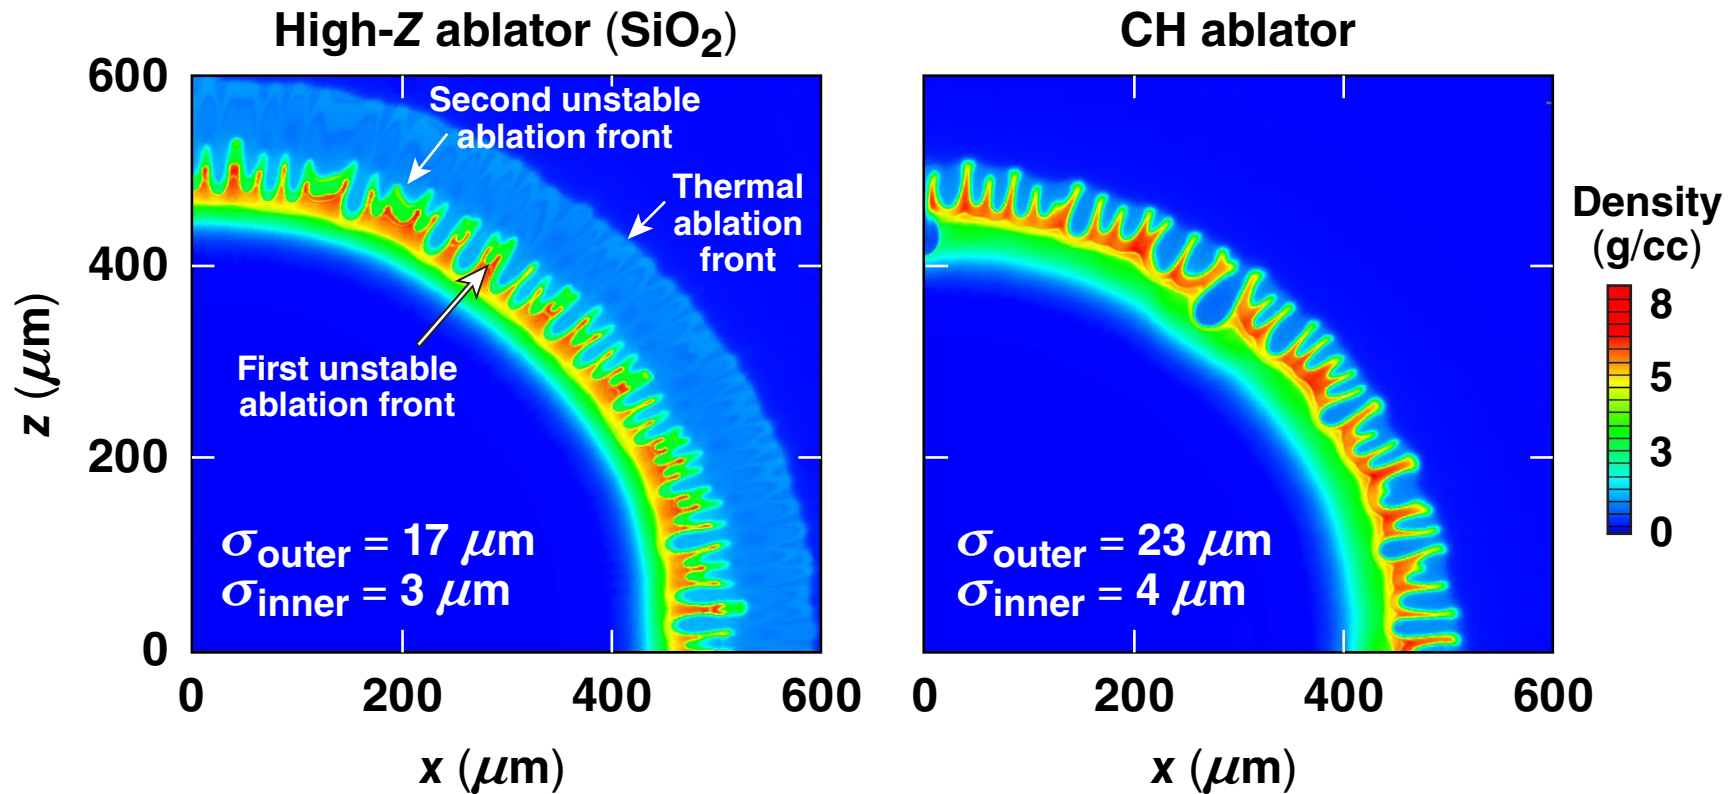 High-Z ablator (SiO₂)
CH ablator
600
400
200
0
z (μm)
Second unstable
ablation front
Thermal
ablation
front
First unstable
ablation front
σouter = 17 μm
σinner = 3 μm
0
200
400
600
x (μm)
σouter = 23 μm
σinner = 4 μm
0
200
400
600
x (μm)
Density
(g/cc)
8
5
3
0